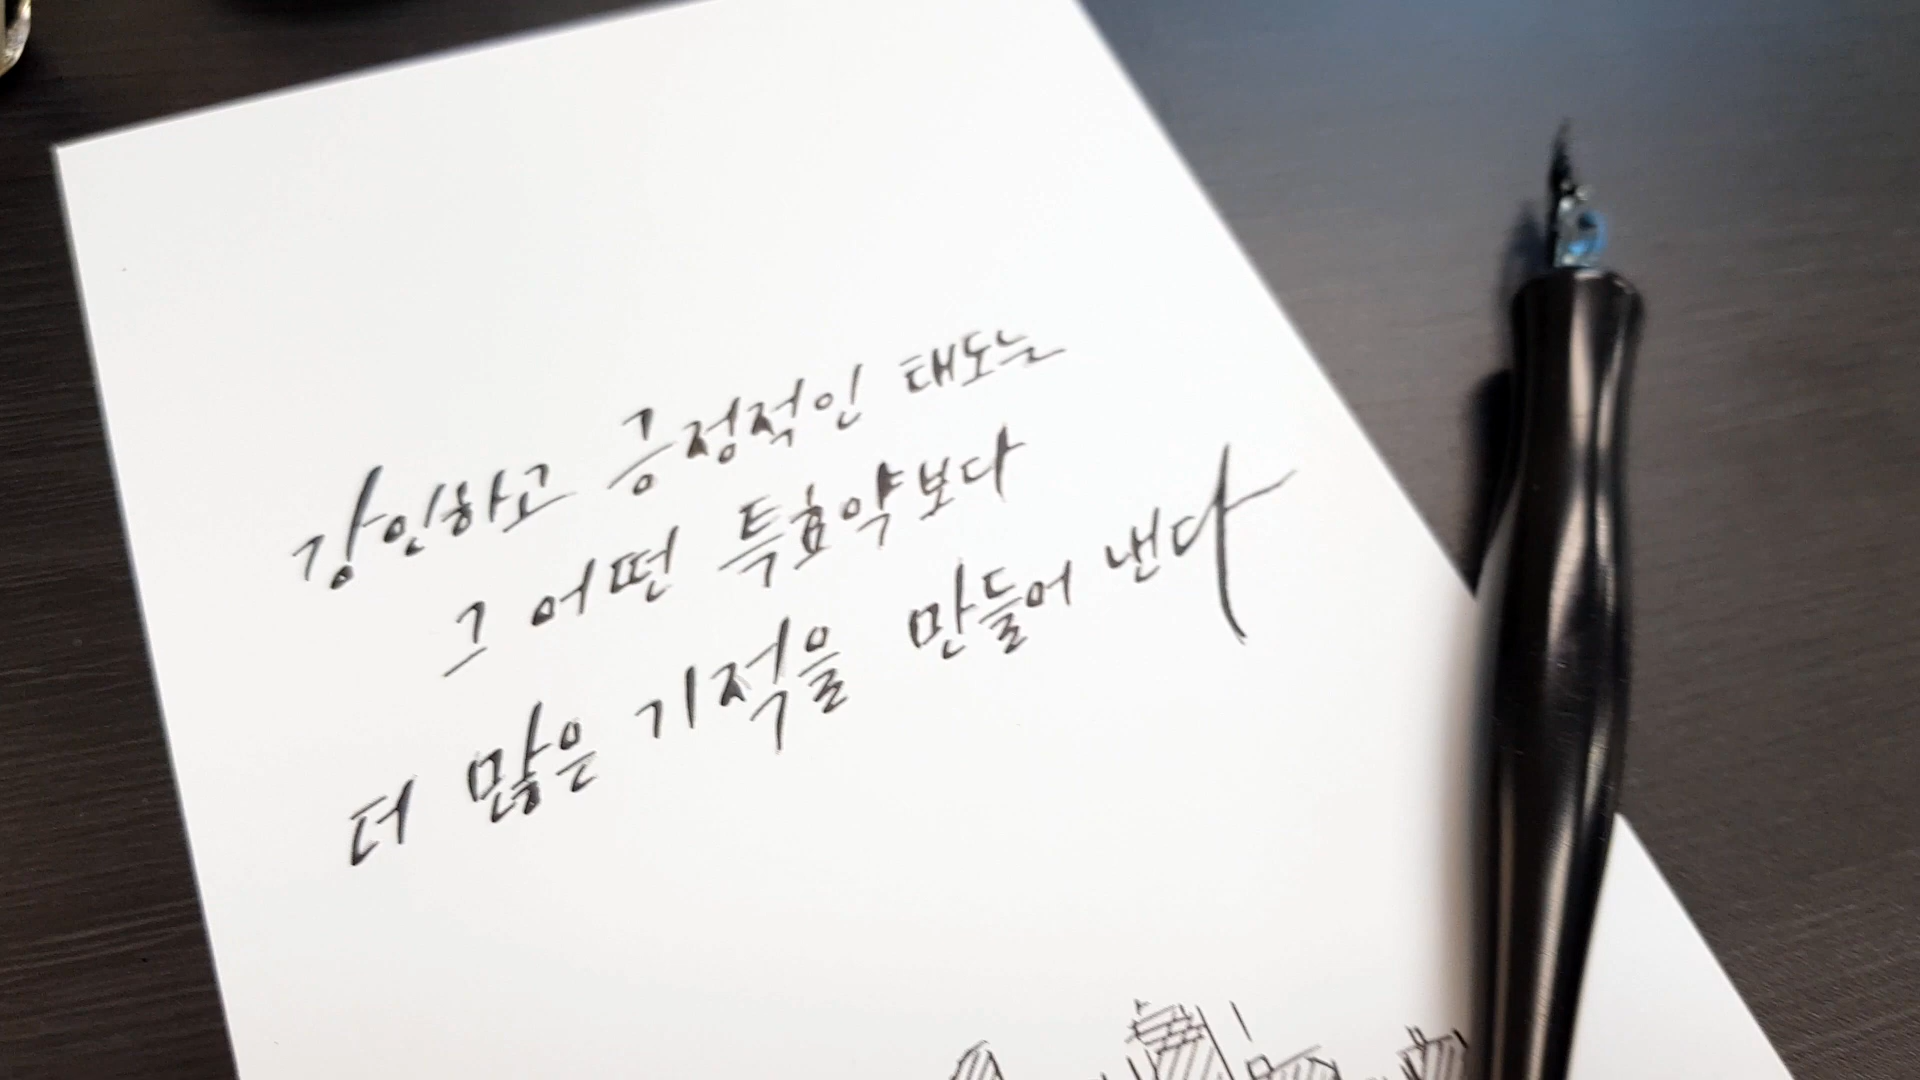 강인하고 긍정적인 태도는
그 어떤 특효약보다
더 많은 기적을 만들어 낸다